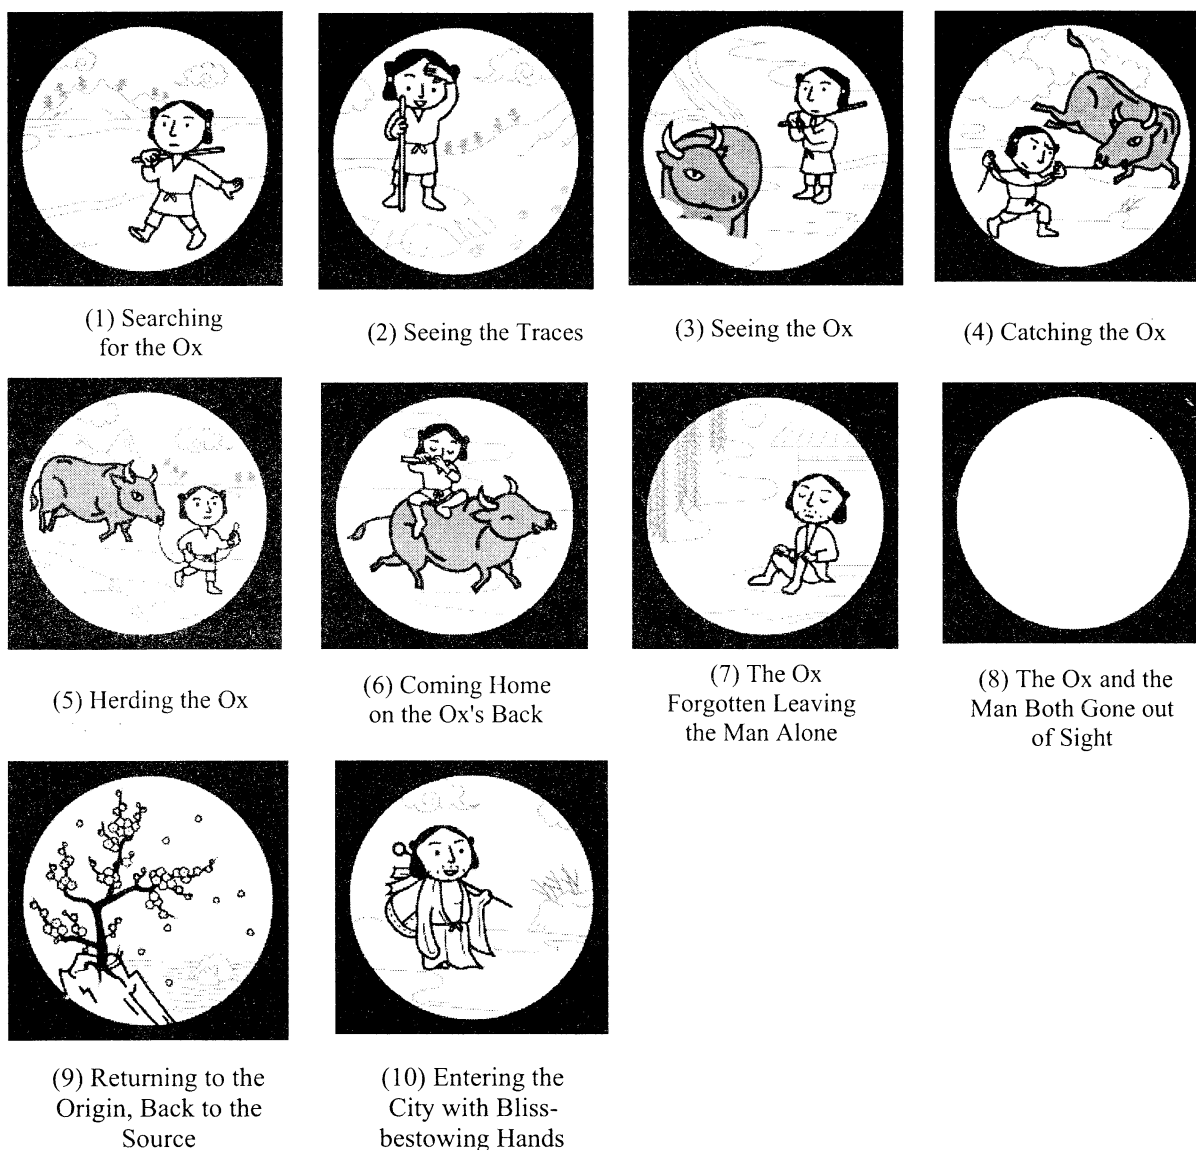 (1) Searching
for the Ox
(2) Seeing the Traces
(3) Seeing the Ox
(4) Catching the Ox
(5) Herding the Ox
(6) Coming Home
on the Ox's Back
(7) The Ox
Forgotten Leaving
the Man Alone
(8) The Ox and the
Man Both Gone out
of Sight
(9) Returning to the
Origin, Back to the
Source
(10) Entering the
City with Bliss-
bestowing Hands